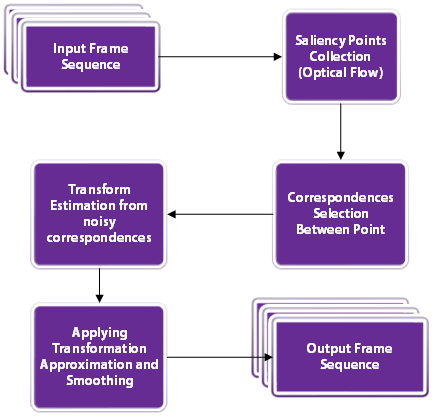 Input Frame
Sequence
Saliency Points
Collection
(Optical Flow)
Correspondences
Selection
Between Point
Transform
Estimation from
noisy
correspondences
Applying
Transformation
Approximation and
Smoothing
Output Frame
Sequence